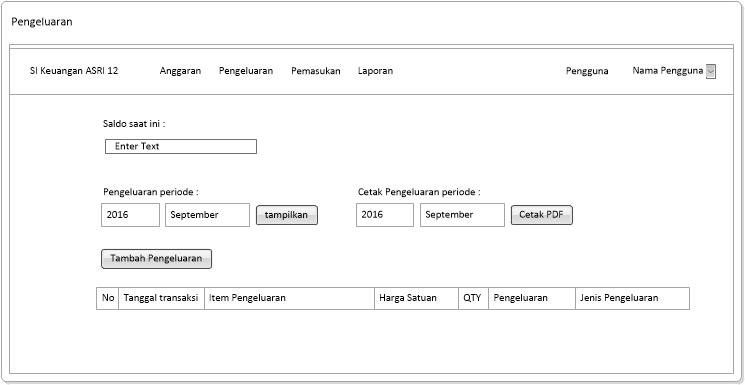 Pengeluaran
SI Keuangan ASRI 12 Anggaran Pengeluaran Pemasukan Laporan Pengguna Nama Pengguna
Saldo saat ini :
Enter Text
Pengeluaran periode : Cetak Pengeluaran periode :
2016 September tampilkan 2016 September Cetak PDF
Tambah Pengeluaran
No Tanggal transaksi Item Pengeluaran Harga Satuan QTY Pengeluaran Jenis Pengeluaran